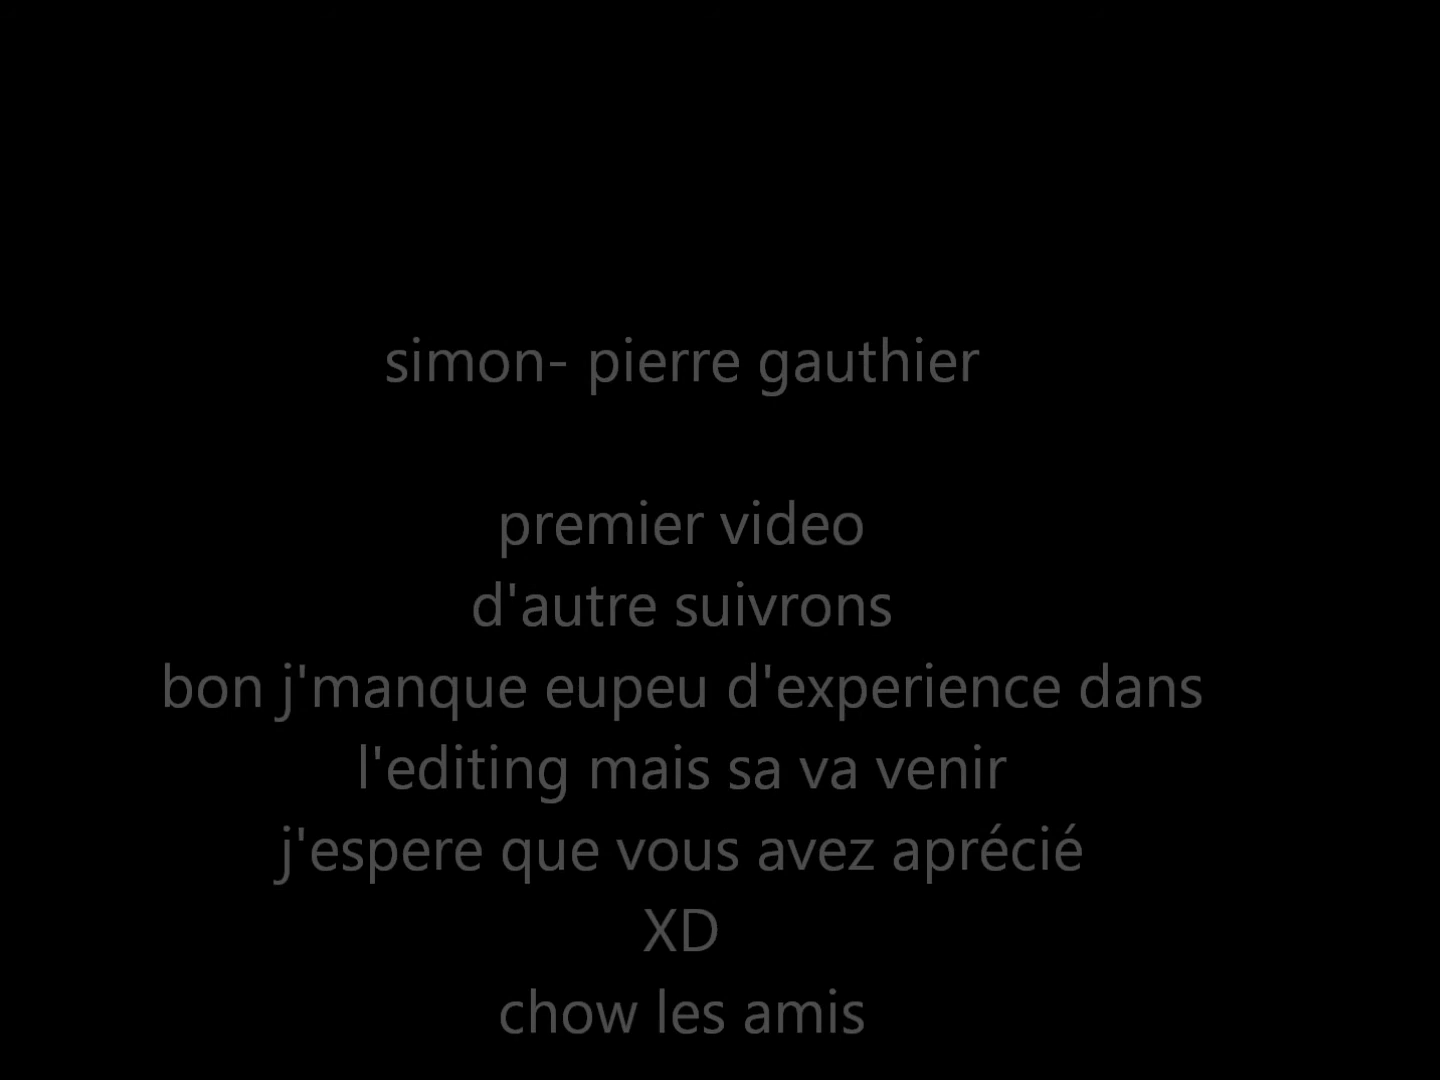 simon- pierre gauthier
premier video
d'autre suivrons
bon j'manque eupeu d'experience dans
l'editing mais sa va venir
j'espere que vous avez aprécié
XD
chow les amis